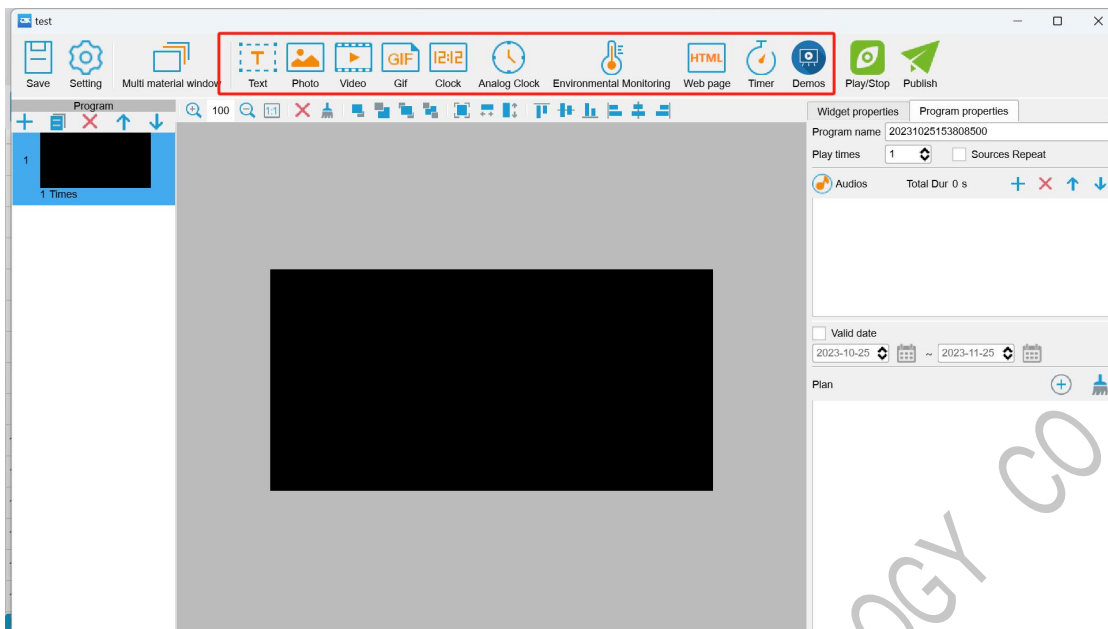 test
T GIF 12:12 HTML
Save Setting Multi material window Text Photo Video Gif Clock Analog Clock Environmental Monitoring Web page Timer Demos Play/Stop Publish
Program
100 1:1
1
1 Times
Widget properties Program properties
Program name 20231025153808500
Play times 1 Sources Repeat
Audios Total Dur 0 s
Valid date
2023-10-25 ~ 2023-11-25
Plan
OGY CO